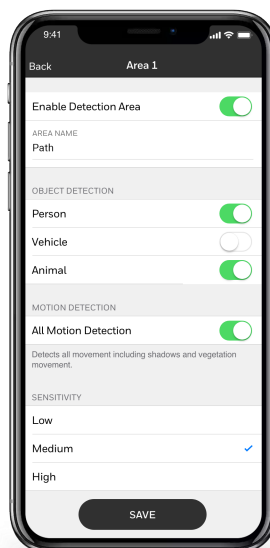 9:41
Back
Area 1
Enable Detection Area
AREA NAME
Path
OBJECT DETECTION
Person
Vehicle
Animal
MOTION DETECTION
All Motion Detection
Detects all movement including shadows and vegetation
movement.
SENSITIVITY
Low
Medium
High
SAVE